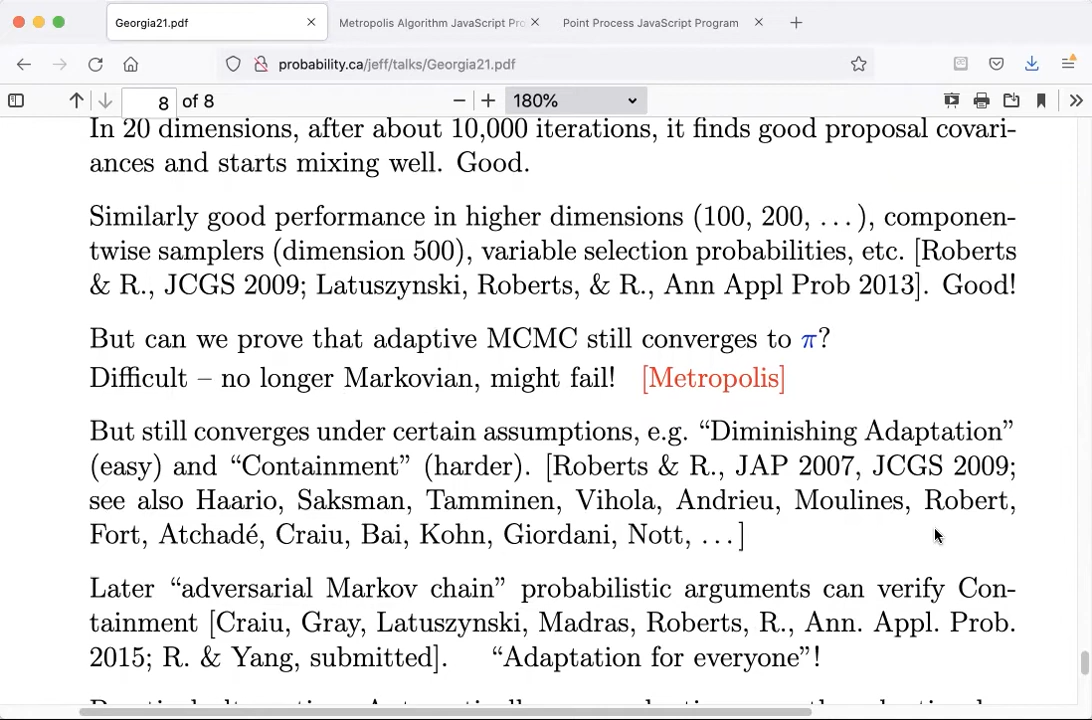 Georgia21.pdf
Metropolis Algorithm JavaScript Pro
Point Process JavaScript Program
probability.ca/jeff/talks/Georgia21.pdf
8 of 8
180%
In 20 dimensions, after about 10,000 iterations, it finds good proposal covari-
ances and starts mixing well. Good.
Similarly good performance in higher dimensions (100, 200, ...), componen-
twise samplers (dimension 500), variable selection probabilities, etc. [Roberts
& R., JCGS 2009; Latuszynski, Roberts, & R., Ann Appl Prob 2013]. Good!
But can we prove that adaptive MCMC still converges to π?
Difficult – no longer Markovian, might fail! [Metropolis]
But still converges under certain assumptions, e.g. “Diminishing Adaptation”
(easy) and “Containment” (harder). [Roberts & R., JAP 2007, JCGS 2009;
see also Haario, Saksman, Tamminen, Vihola, Andrieu, Moulines, Robert,
Fort, Atchadé, Craiu, Bai, Kohn, Giordani, Nott, ...]
Later “adversarial Markov chain” probabilistic arguments can verify Con-
tainment [Craiu, Gray, Latuszynski, Madras, Roberts, R., Ann. Appl. Prob.
2015; R. & Yang, submitted]. “Adaptation for everyone”!